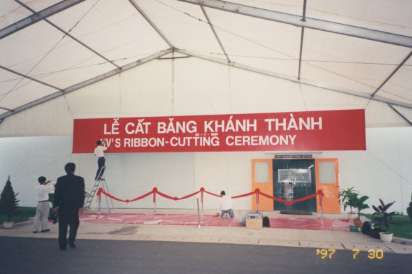 LỄ CẮT BĂNG KHÁNH THÀNH
V'S RIBBON-CUTTING CEREMONY
'97 7 30